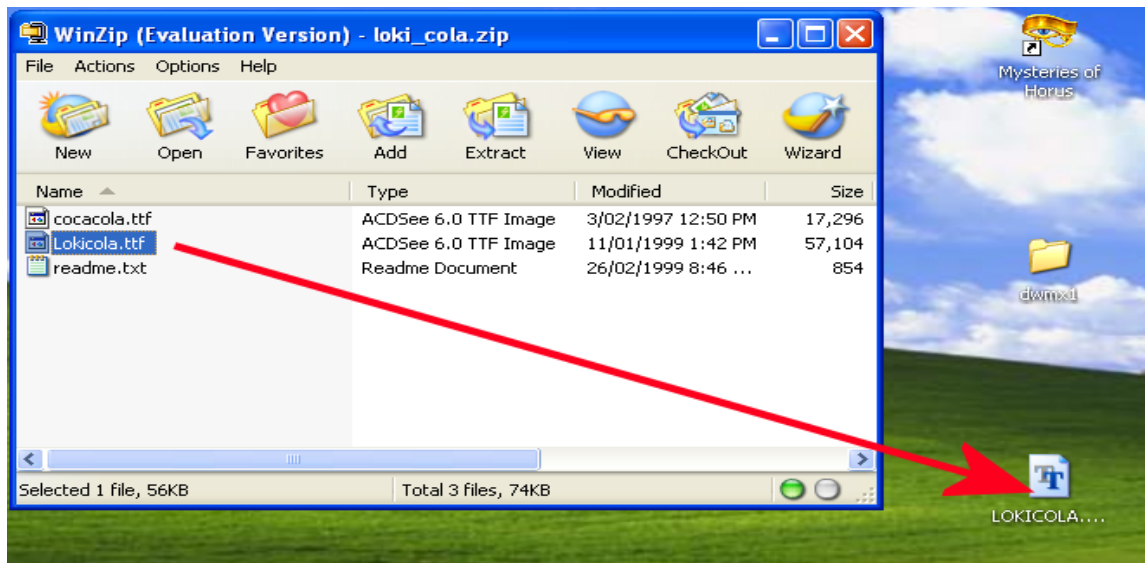 WinZip (Evaluation Version) - loki_cola.zip
File Actions Options Help
New Open Favorites Add Extract View CheckOut Wizard
Name Type Modified Size
cocacola.ttf ACDSee 6.0 TTF Image 3/02/1997 12:50 PM 17,296
Lokicola.ttf ACDSee 6.0 TTF Image 11/01/1999 1:42 PM 57,104
readme.txt Readme Document 26/02/1999 8:46 ... 854
Selected 1 file, 56KB Total 3 files, 74KB
Mysteries of
Horus
dwmx1
LOKICOLA....